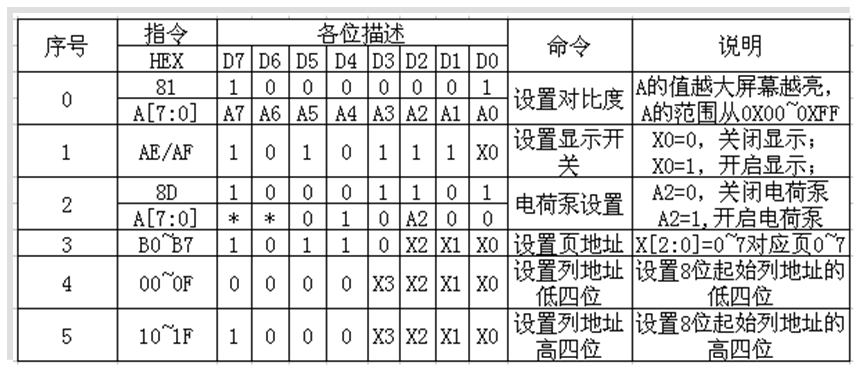 序号 指令 各位描述 命令 说明
HEX D7 D6 D5 D4 D3 D2 D1 D0
0 81 1 0 0 0 0 0 0 1 设置对比度 A的值越大屏幕越亮，
A[7:0] A7 A6 A5 A4 A3 A2 A1 A0 A的范围从0X00~0XFF
1 AE/AF 1 0 1 0 1 1 1 X0 设置显示开 X0=0，关闭显示；
关 X0=1，开启显示；
2 8D 1 0 0 0 1 1 0 1 电荷泵设置 A2=0，关闭电荷泵
A[7:0] * * 0 1 0 A2 0 0 A2=1,开启电荷泵
3 B0~B7 1 0 1 1 0 X2 X1 X0 设置页地址 X[2:0]=0~7对应页0~7
4 00~0F 0 0 0 0 X3 X2 X1 X0 设置列地址 设置8位起始列地址的
低四位 低四位
5 10~1F 1 0 0 0 X3 X2 X1 X0 设置列地址 设置8位起始列地址的
高四位 高四位